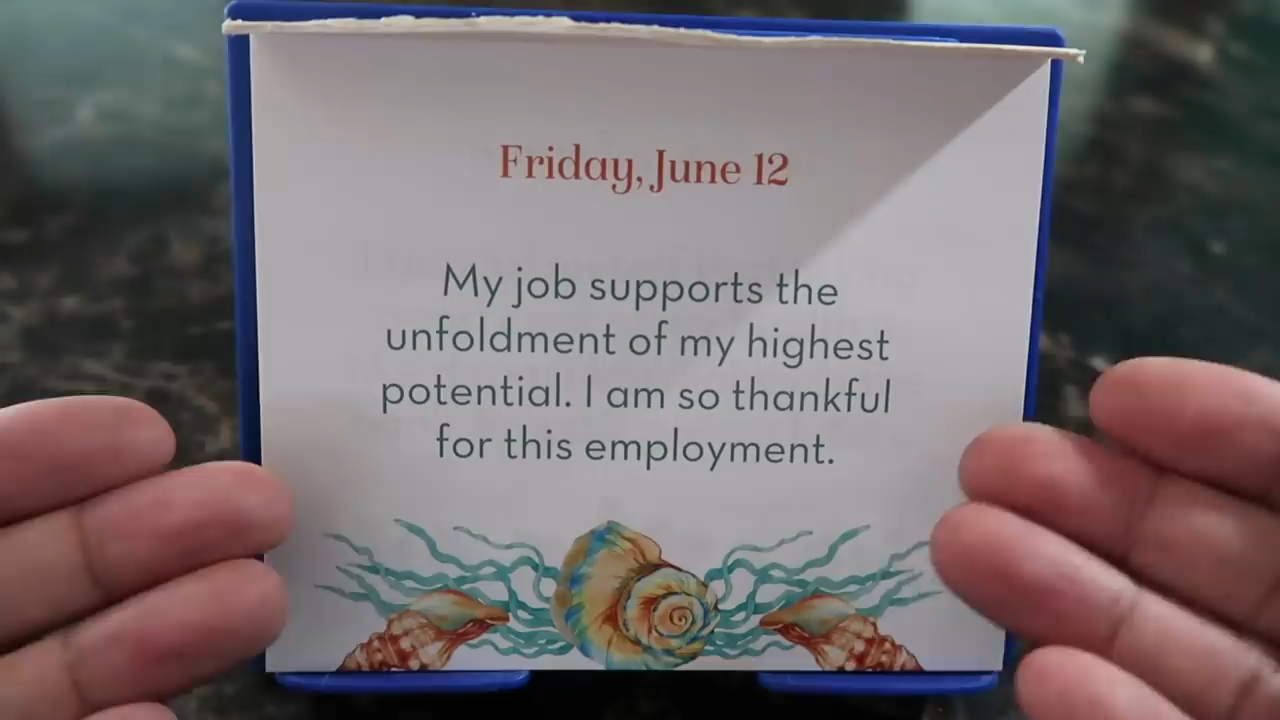 Friday, June 12
My job supports the
unfoldment of my highest
potential. I am so thankful
for this employment.